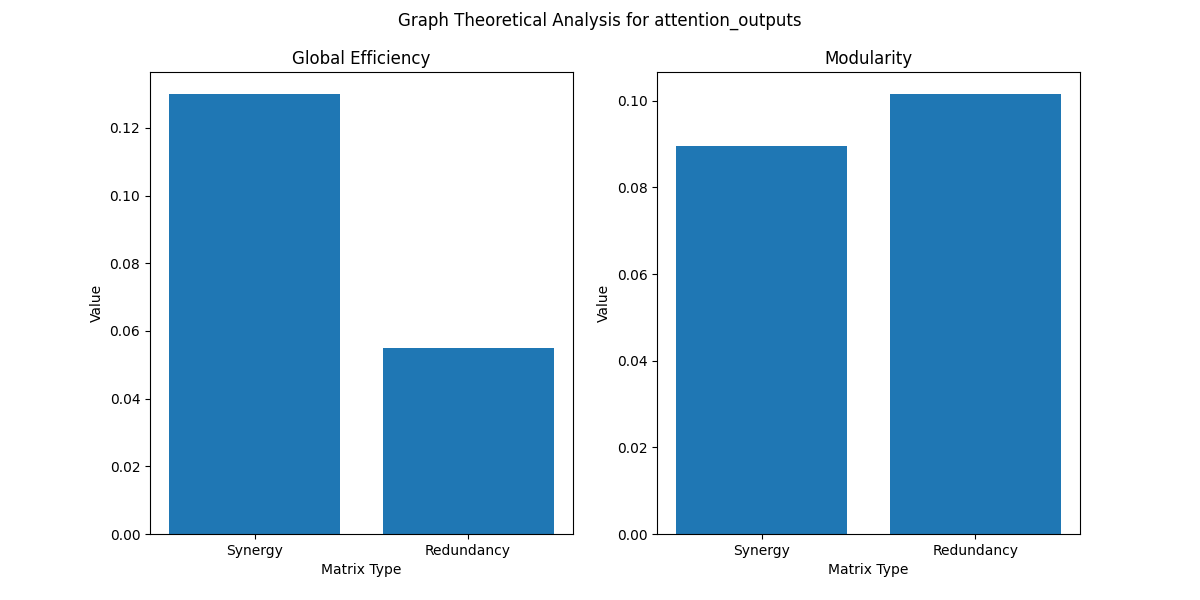 Graph Theoretical Analysis for attention_outputs
Global Efficiency
0.12
0.10
0.08
0.06
0.04
0.02
0.00
Value
Synergy
Redundancy
Matrix Type
Modularity
0.10
0.08
0.06
0.04
0.02
0.00
Value
Synergy
Redundancy
Matrix Type